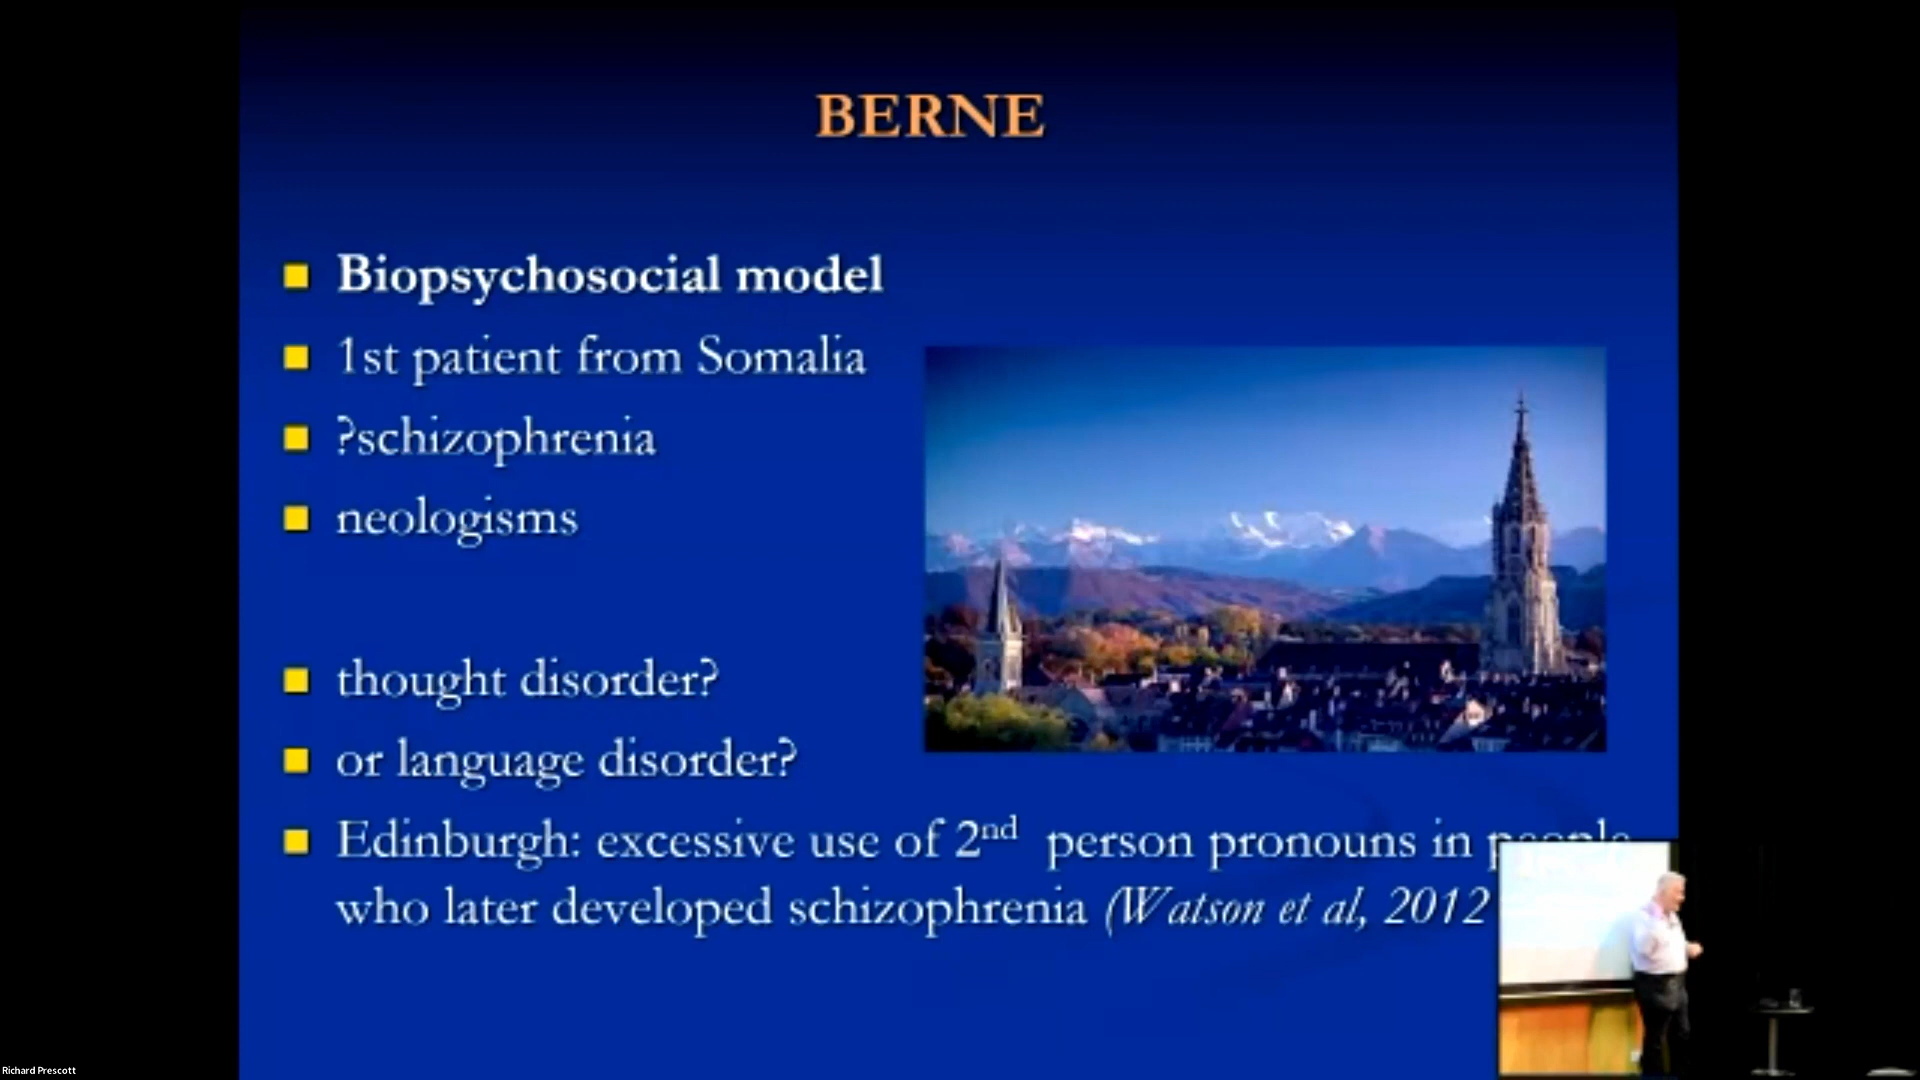 BERNE
Biopsychosocial model
1st patient from Somalia
?schizophrenia
neologisms
thought disorder?
or language disorder?
Edinburgh: excessive use of 2nd person pronouns in people
who later developed schizophrenia (Watson et al, 2012
Richard Prescott